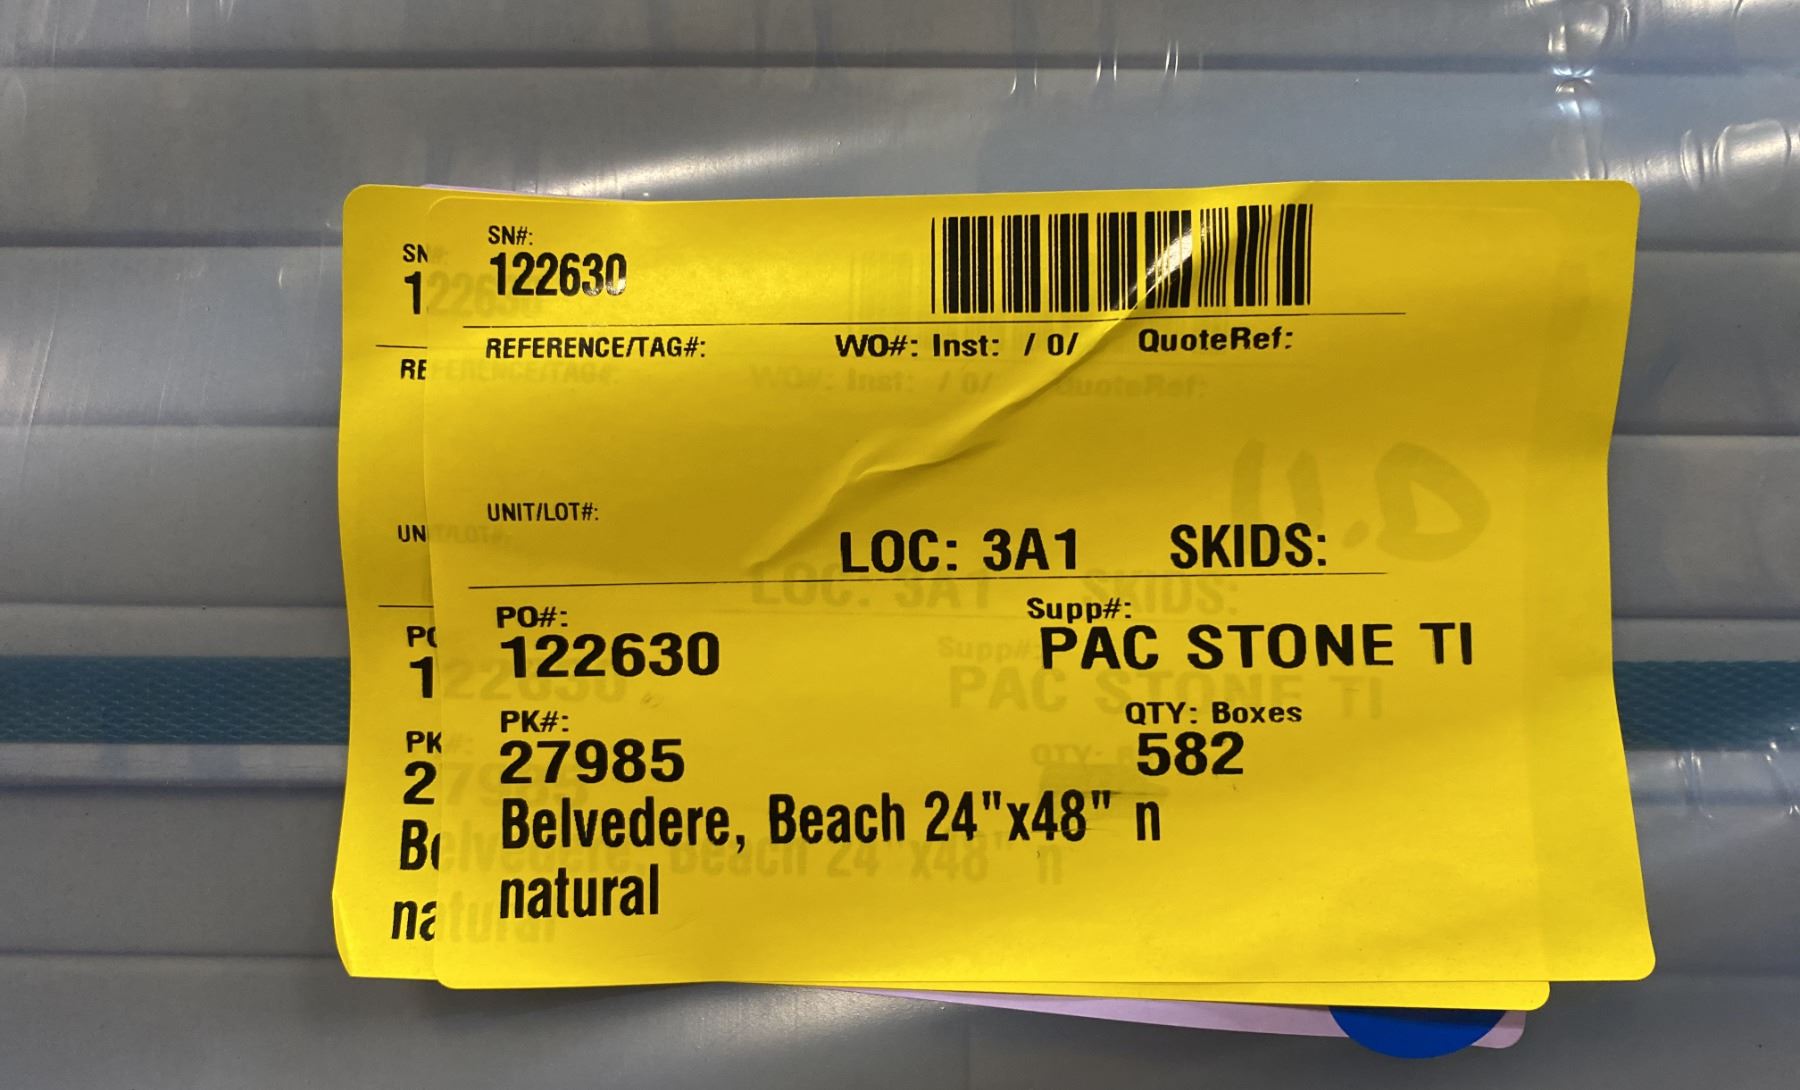 SN#:
122630
REFERENCE/TAG#: WO#: Inst: / 0/ QuoteRef:
UNIT/LOT#:
LOC: 3A1 SKIDS:
PO#: Supp#:
122630 PAC STONE TI
PK#: QTY: Boxes
27985 582
Belvedere, Beach 24"x48" n
natural